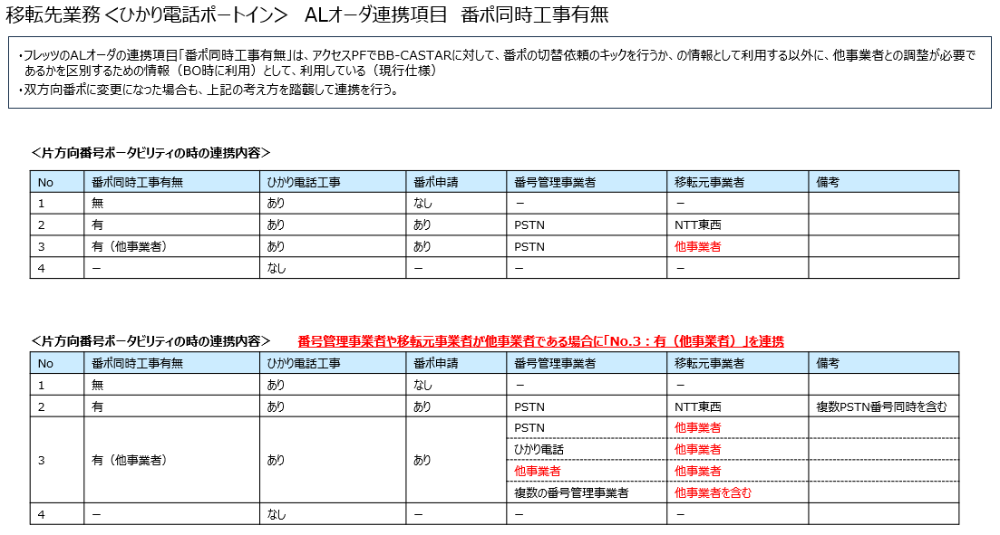 移転先業務＜ひかり電話ポートイン＞　ALオーダ連携項目　番ポ同時工事有無
・フレッツのALオーダの連携項目「番ポ同時工事有無」は、アクセスPFでBB-CASTARに対して、番ポの切替依頼のキックを行うか、の情報として利用する以外に、他事業者との調整が必要で
あるかを区別するための情報（BO時に利用）として、利用している（現行仕様）
・双方向番ポに変更になった場合も、上記の考え方を踏襲して連携を行う。
＜片方向番号ポータビリティの時の連携内容＞
No 番ポ同時工事有無 ひかり電話工事 番ポ申請 番号管理事業者 移転元事業者 備考
1 無 あり なし － －
2 有 あり あり PSTN NTT東西
3 有（他事業者） あり あり PSTN 他事業者
4 － なし － － －
＜片方向番号ポータビリティの時の連携内容＞ 番号管理事業者や移転元事業者が他事業者である場合に「No.3：有（他事業者）」を連携
No 番ポ同時工事有無 ひかり電話工事 番ポ申請 番号管理事業者 移転元事業者 備考
1 無 あり なし － －
2 有 あり あり PSTN NTT東西 複数PSTN番号同時を含む
3 有（他事業者） あり あり PSTN 他事業者
ひかり電話 他事業者
他事業者 他事業者
複数の番号管理事業者 他事業者を含む
4 － なし － － －